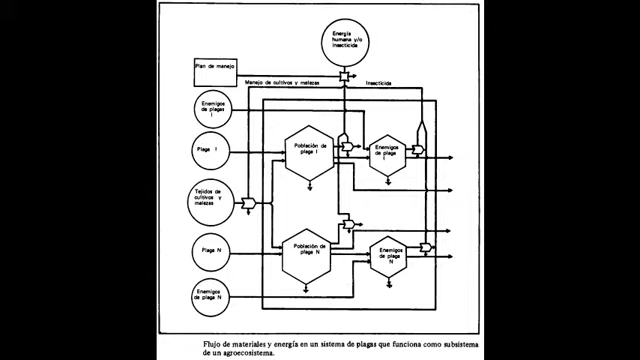 Energía
humana y/o
insecticida
Plan de manejo
Manejo de cultivos y malezas
Insecticida
Enemigos
de plagas
I
Plaga I
Población de
plaga I
Enemigos
de plaga
I
Tejidos de
cultivos y
malezas
Plaga N
Población de
plaga N
Enemigos
de plaga
N
Enemigos
de plaga N
Flujo de materiales y energía en un sistema de plagas que funciona como subsistema
de un agroecosistema.